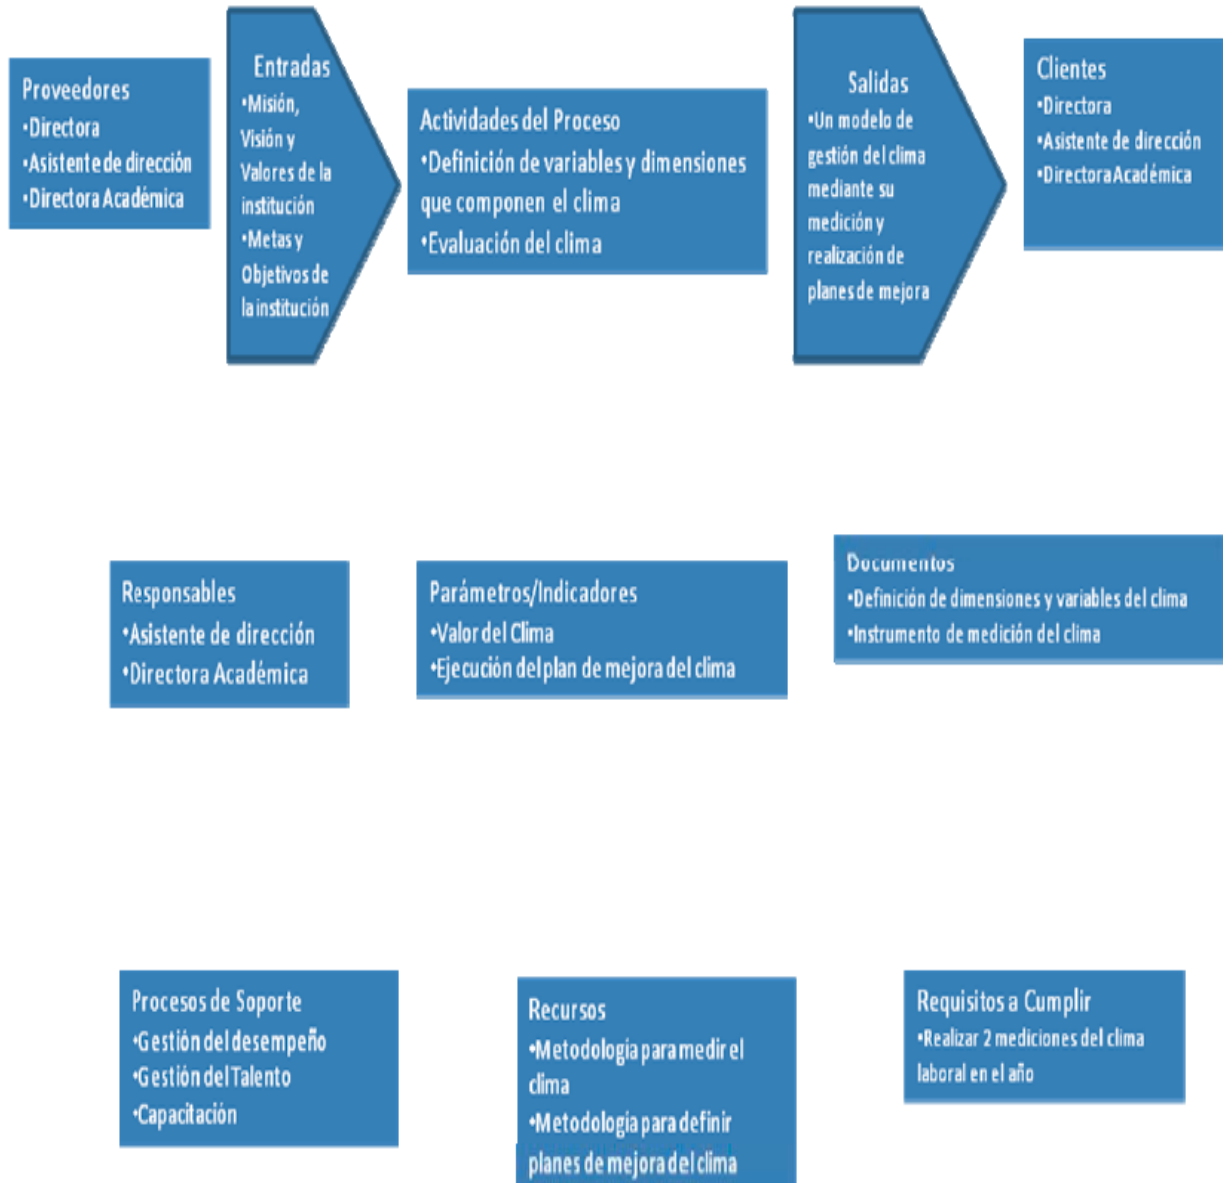 Proveedores
•Directora
•Asistente de dirección
•Directora Académica
Entradas
•Misión,
Visión y
Valores de la
institución
•Metas y
Objetivos de
la institución
Actividades del Proceso
•Definición de variables y dimensiones
que componen el clima
•Evaluación del clima
Salidas
•Un modelo de
gestión del clima
mediante su
medición y
realización de
planes de mejora
Clientes
•Directora
•Asistente de dirección
•Directora Académica
Responsables
•Asistente de dirección
•Directora Académica
Parámetros/Indicadores
•Valor del Clima
•Ejecución del plan de mejora del clima
Documentos
•Definición de dimensiones y variables del clima
•Instrumento de medición del clima
Procesos de Soporte
•Gestión del desempeño
•Gestión del Talento
•Capacitación
Recursos
•Metodología para medir el
clima
•Metodología para definir
planes de mejora del clima
Requisitos a Cumplir
•Realizar 2 mediciones del clima
laboral en el año